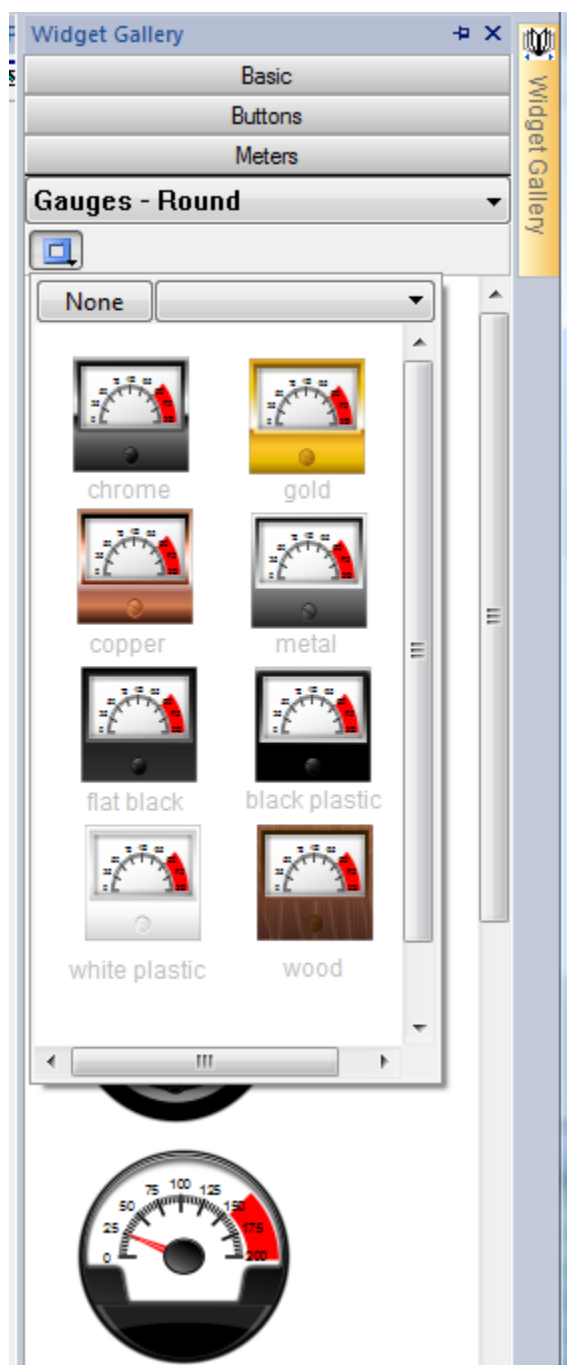 Widget Gallery
Widget Gallery
Basic
Buttons
Meters
Gauges - Round
None
chrome gold
copper metal
flat black black plastic
white plastic wood
0 25 50 75 100 125 150 175 200